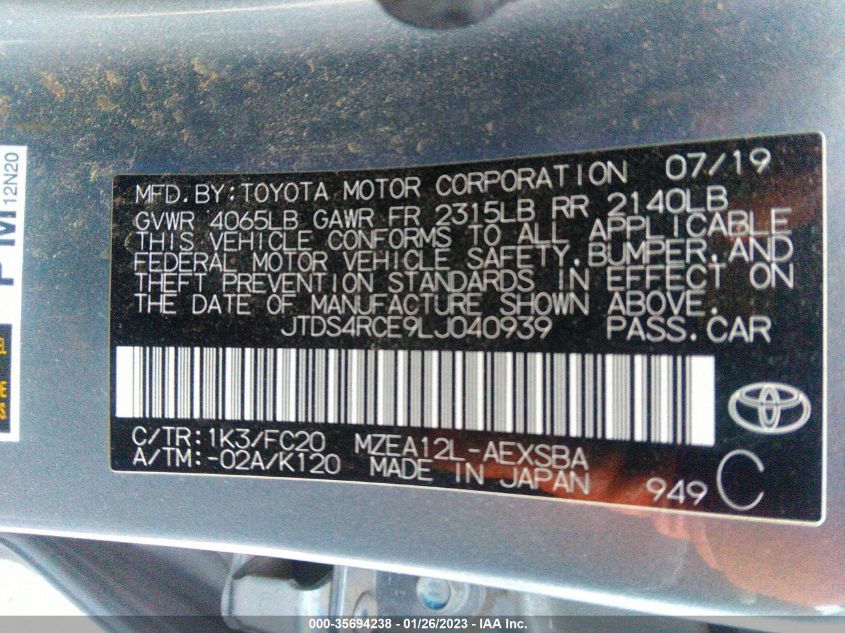 MFD.BY:TOYOTA MOTOR CORPORATION 07/19
GVWR 4065LB GAWR FR 2315LB RR 2140LB
THIS VEHICLE CONFORMS TO ALL APPLICABLE
FEDERAL MOTOR VEHICLE SAFETY,BUMPER,AND
THEFT PREVENTION STANDARDS IN EFFECT ON
THE DATE OF MANUFACTURE SHOWN ABOVE.
JTDS4RCE9LJ040939 PASS.CAR
C/TR:1K3/FC20 MZEA12L-AEXSBA
A/TM:-02A/K120 MADE IN JAPAN
949 C
PM
12N20
000-35694238 - 01/26/2023 - IAA Inc.